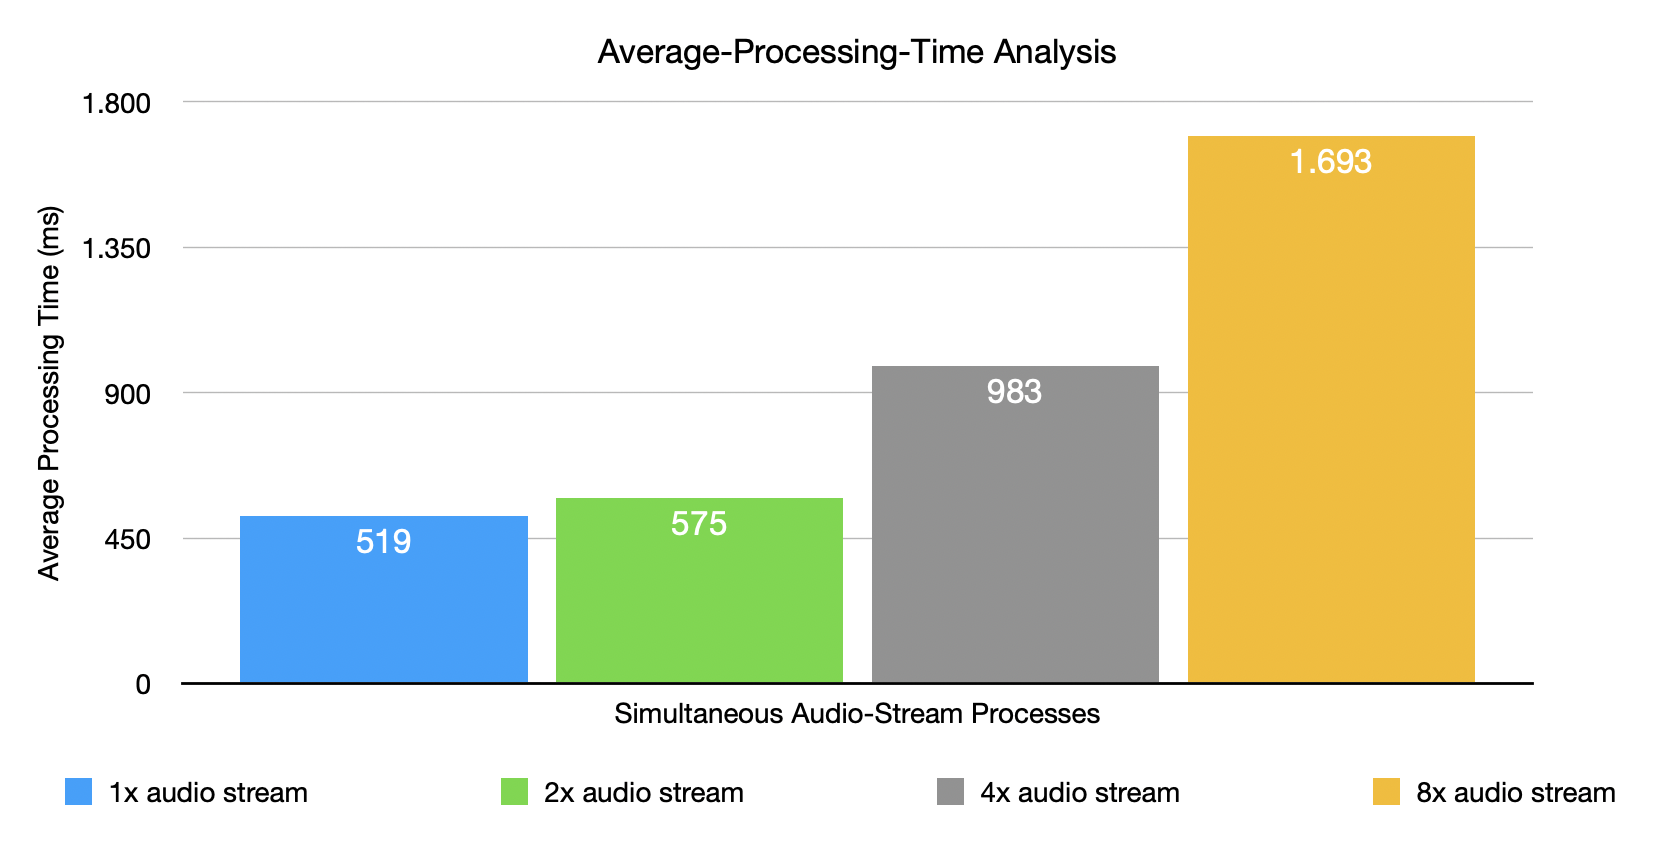 Average-Processing-Time Analysis
Average Processing Time (ms)
1.800
1.350
900
450
0
519
575
983
1.693
Simultaneous Audio-Stream Processes
1x audio stream
2x audio stream
4x audio stream
8x audio stream